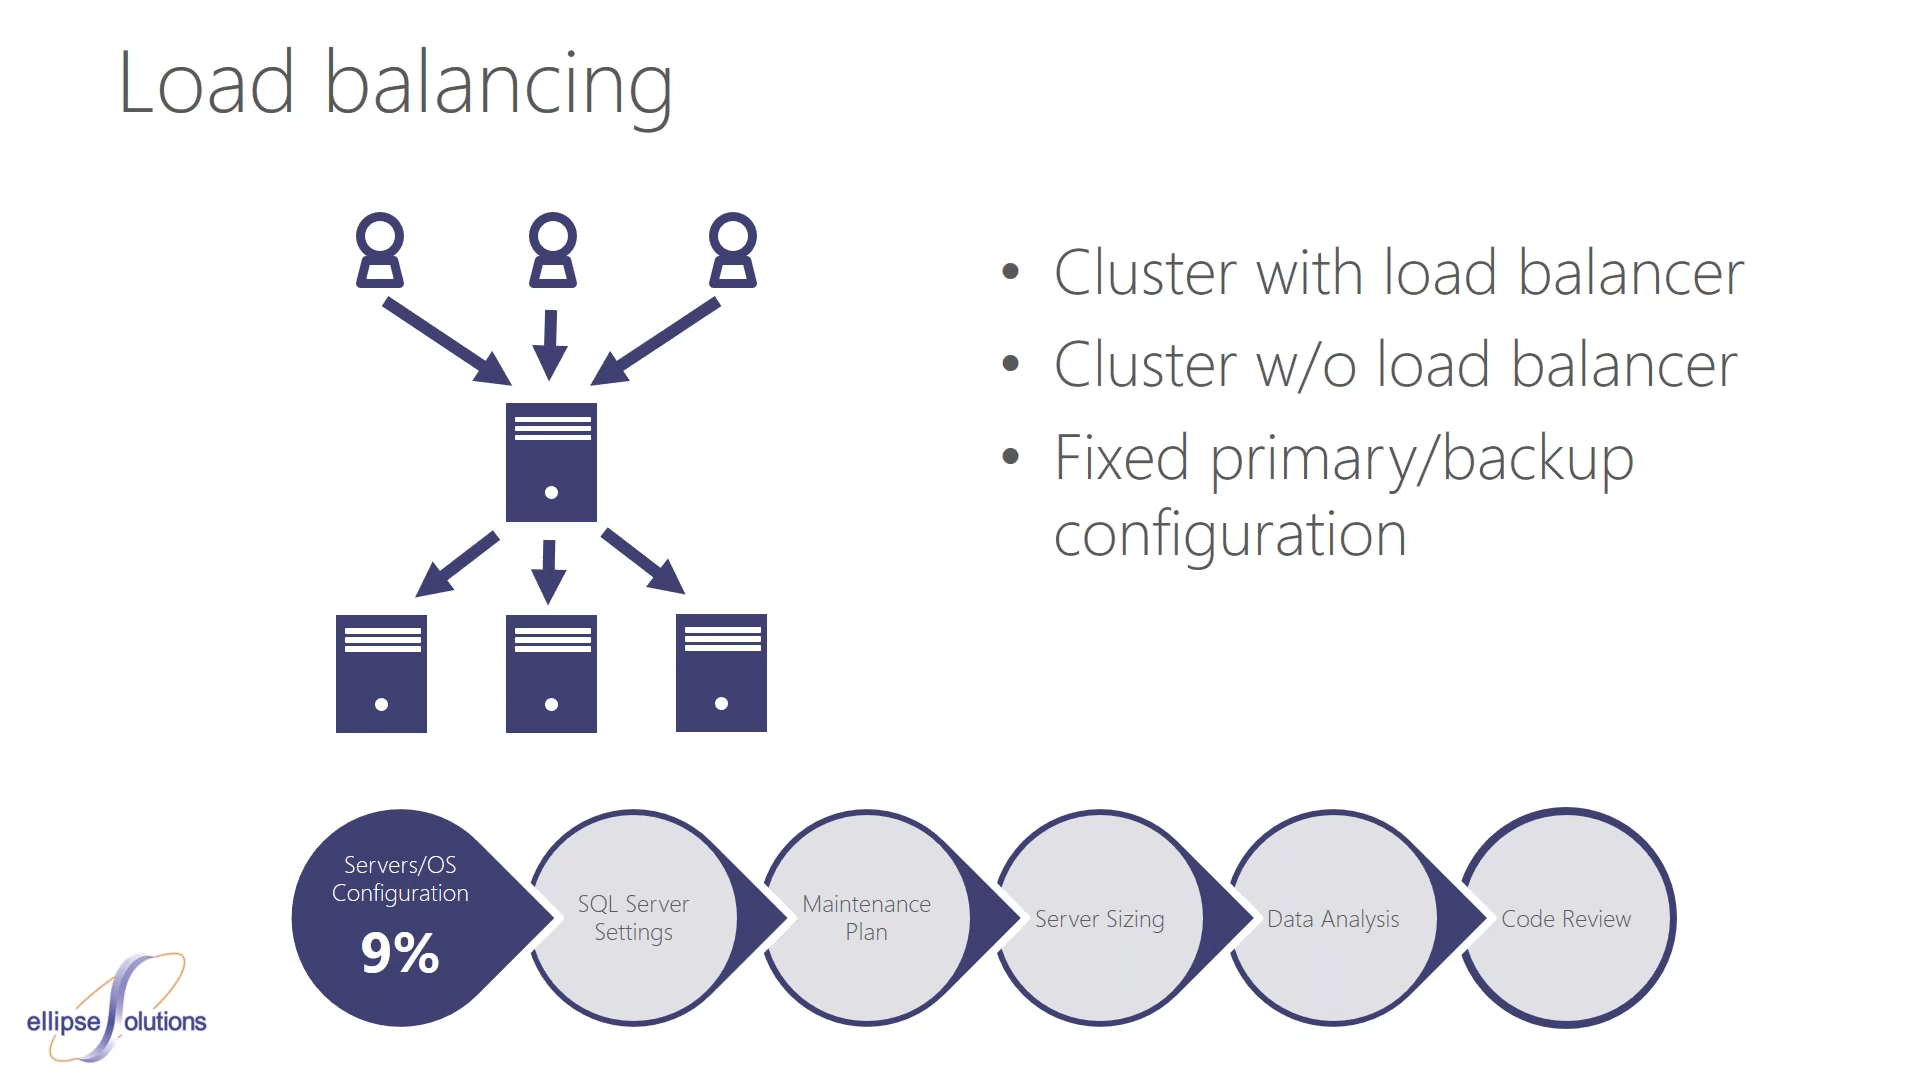 Load balancing
• Cluster with load balancer
• Cluster w/o load balancer
• Fixed primary/backup
configuration
Servers/OS
Configuration
9%
SQL Server
Settings
Maintenance
Plan
Server Sizing
Data Analysis
Code Review
ellipse Solutions